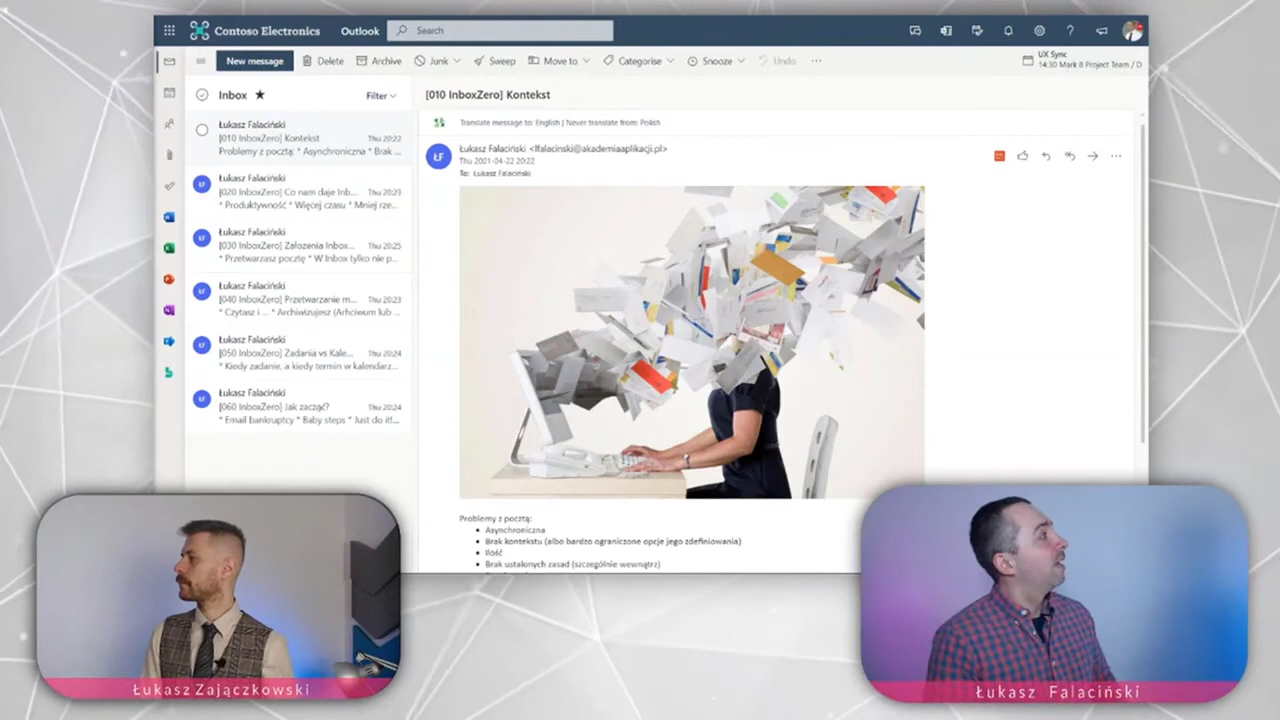 Contoso Electronics
Outlook
Search
New message
Delete
Archive
Junk
Sweep
Move to
Categorise
Snooze
Undo
UX Sync
14:30 Mark 8 Project Team / D
Inbox
Filter
[010 InboxZero] Kontekst
Translate message to: English | Never translate from: Polish
Łukasz Falaciński
[010 InboxZero] Kontekst
Thu 20:22
Problemy z pocztą: * Asynchroniczna * Brak ...
Łukasz Falaciński
[020 InboxZero] Co nam daje Inb...
Thu 20:23
* Produktywność * Więcej czasu * Mniej rze...
Łukasz Falaciński
[030 InboxZero] Założenia Inbox...
Thu 20:25
* Przetwarzasz pocztę * W Inbox tylko nie p...
Łukasz Falaciński
[040 InboxZero] Przetwarzanie m...
Thu 20:23
* Czytasz i ... * Archiwizujesz (Arhciwum lub ...
Łukasz Falaciński
[050 InboxZero] Zadania vs Kale...
Thu 20:24
* Kiedy zadanie, a kiedy termin w kalendarz...
Łukasz Falaciński
[060 InboxZero] Jak zacząć?
Thu 20:24
* Email bankruptcy * Baby steps * Just do it!...
ŁF
Łukasz Falaciński <lfalacinski@akademiaaplikacji.pl>
Thu 2021-04-22 20:22
To: Łukasz Falaciński
Problemy z pocztą:
Asynchroniczna
Brak kontekstu (albo bardzo ograniczone opcje jego zdefiniowania)
Ilość
Brak ustalonych zasad (szczególnie wewnątrz)
Łukasz Zajączkowski
Łukasz Falaciński